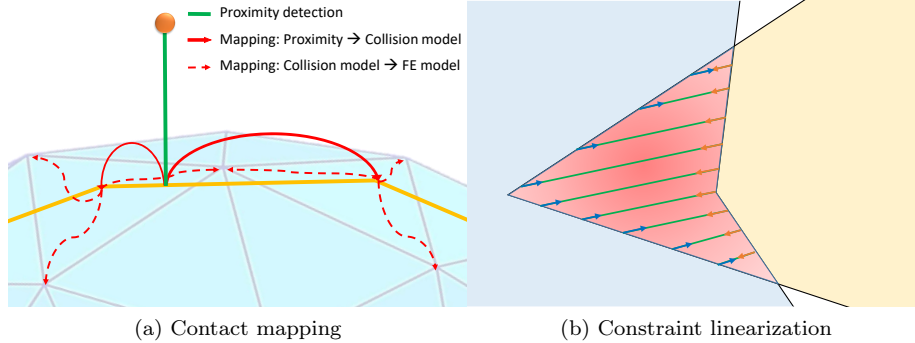 Proximity detection
Mapping: Proximity → Collision model
Mapping: Collision model → FE model
(a) Contact mapping
(b) Constraint linearization